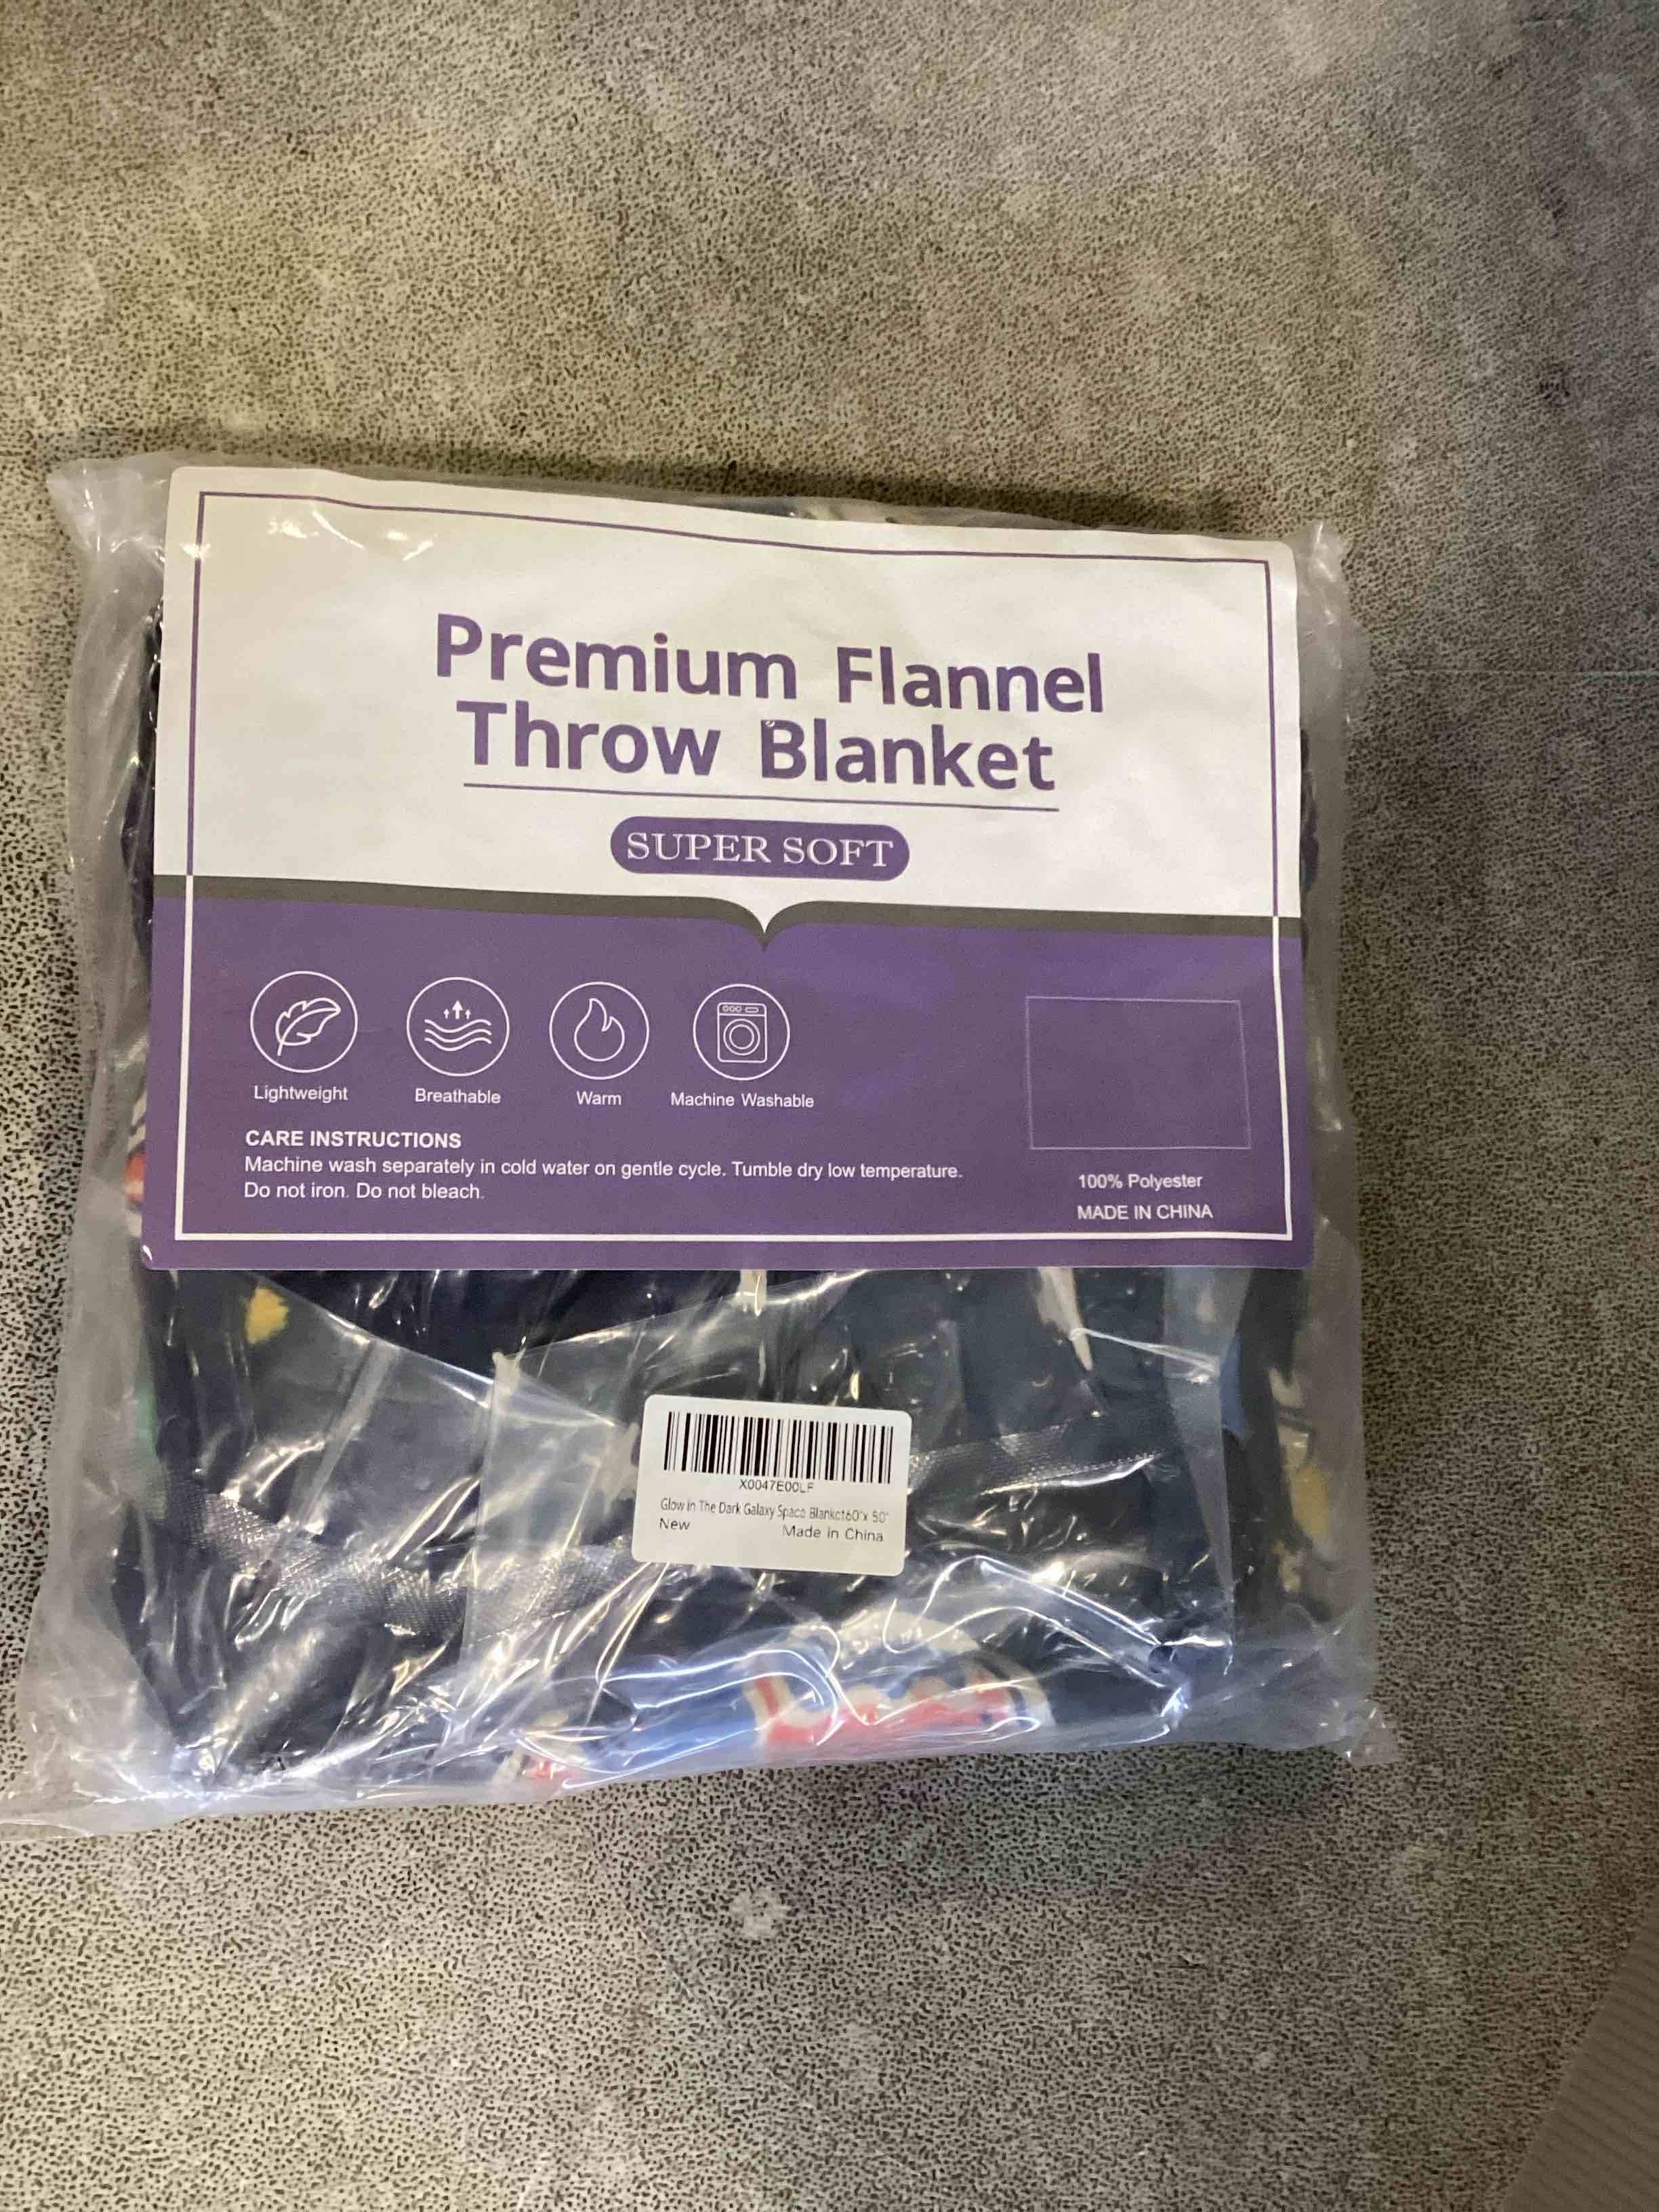 Premium Flannel
Throw Blanket
SUPER SOFT
Lightweight
Breathable
Warm
Machine Washable
CARE INSTRUCTIONS
Machine wash separately in cold water on gentle cycle. Tumble dry low temperature.
Do not iron. Do not bleach.
100% Polyester
MADE IN CHINA
X0047E00LF
Glow in The Dark Galaxy Space Blanket60"x 50"
New Made in China